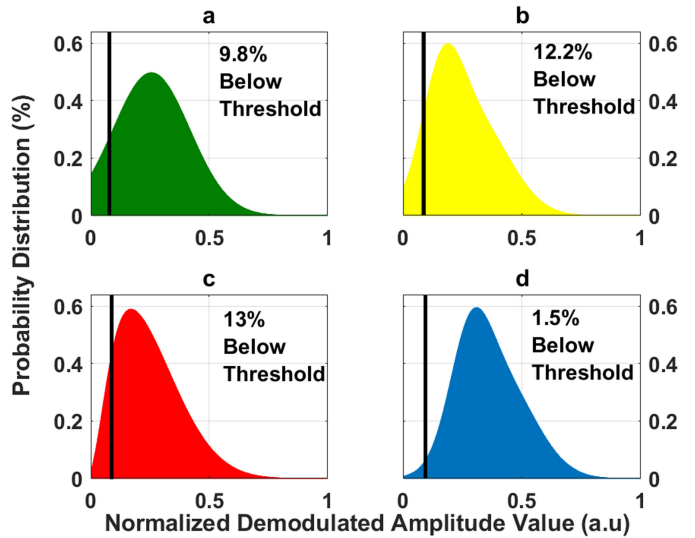 a
b
0.6
0.4
0.2
0
0
0.5
1
9.8%
Below
Threshold
0
0.5
1
0.6
0.4
0.2
0
12.2%
Below
Threshold
c
d
0.6
0.4
0.2
0
0
0.5
1
13%
Below
Threshold
0
0.5
1
0.6
0.4
0.2
0
1.5%
Below
Threshold
Probability Distribution (%)
Normalized Demodulated Amplitude Value (a.u)